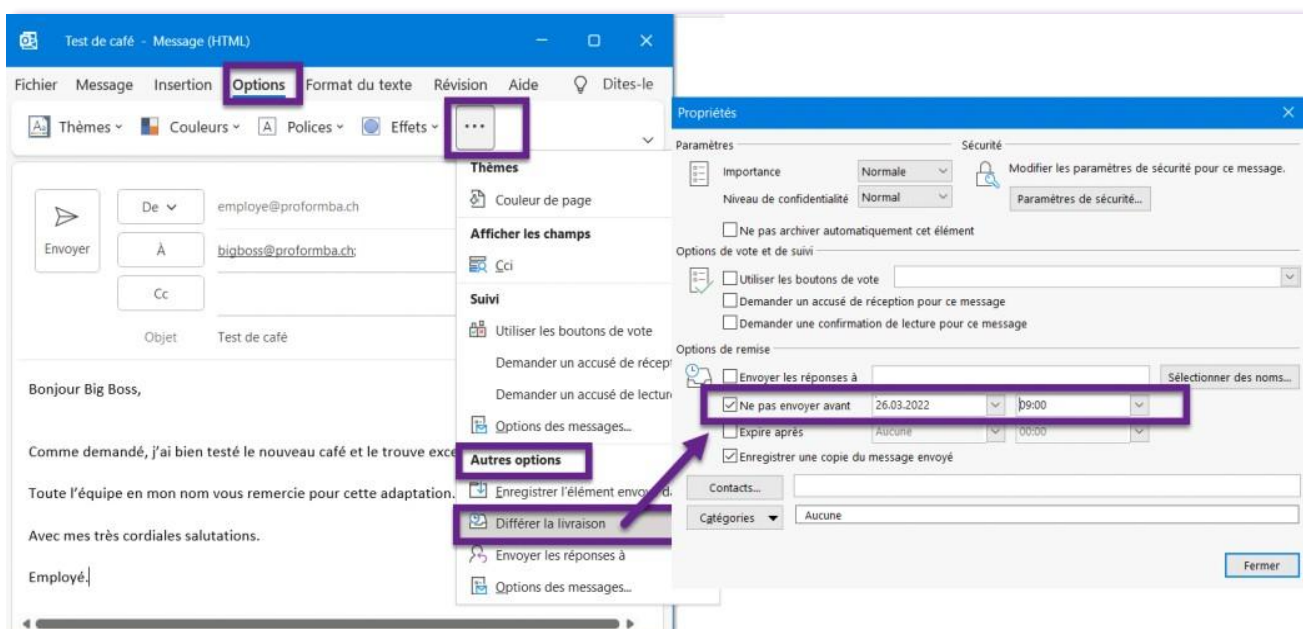 Test de café - Message (HTML)
Fichier Message Insertion Options Format du texte Révision Aide Dites-le
Thèmes Couleurs Polices Effets ...
De employe@proformba.ch
Envoyer
À bigboss@proformba.ch;
Cc
Objet Test de café
Bonjour Big Boss,
Comme demandé, j'ai bien testé le nouveau café et le trouve exce
Toute l'équipe en mon nom vous remercie pour cette adaptation.
Avec mes très cordiales salutations.
Employé.
Thèmes
Couleur de page
Afficher les champs
Cci
Suivi
Utiliser les boutons de vote
Demander un accusé de récep
Demander un accusé de lectur
Options des messages...
Autres options
Enregistrer l'élément envoyé d
Différer la livraison
Envoyer les réponses à
Options des messages...
Propriétés
Paramètres
Importance Normale
Niveau de confidentialité Normal
Ne pas archiver automatiquement cet élément
Sécurité
Modifier les paramètres de sécurité pour ce message.
Paramètres de sécurité...
Options de vote et de suivi
Utiliser les boutons de vote
Demander un accusé de réception pour ce message
Demander une confirmation de lecture pour ce message
Options de remise
Envoyer les réponses à Sélectionner des noms...
Ne pas envoyer avant 26.03.2022 09:00
Expire après Aucune 00:00
Enregistrer une copie du message envoyé
Contacts...
Catégories Aucune
Fermer